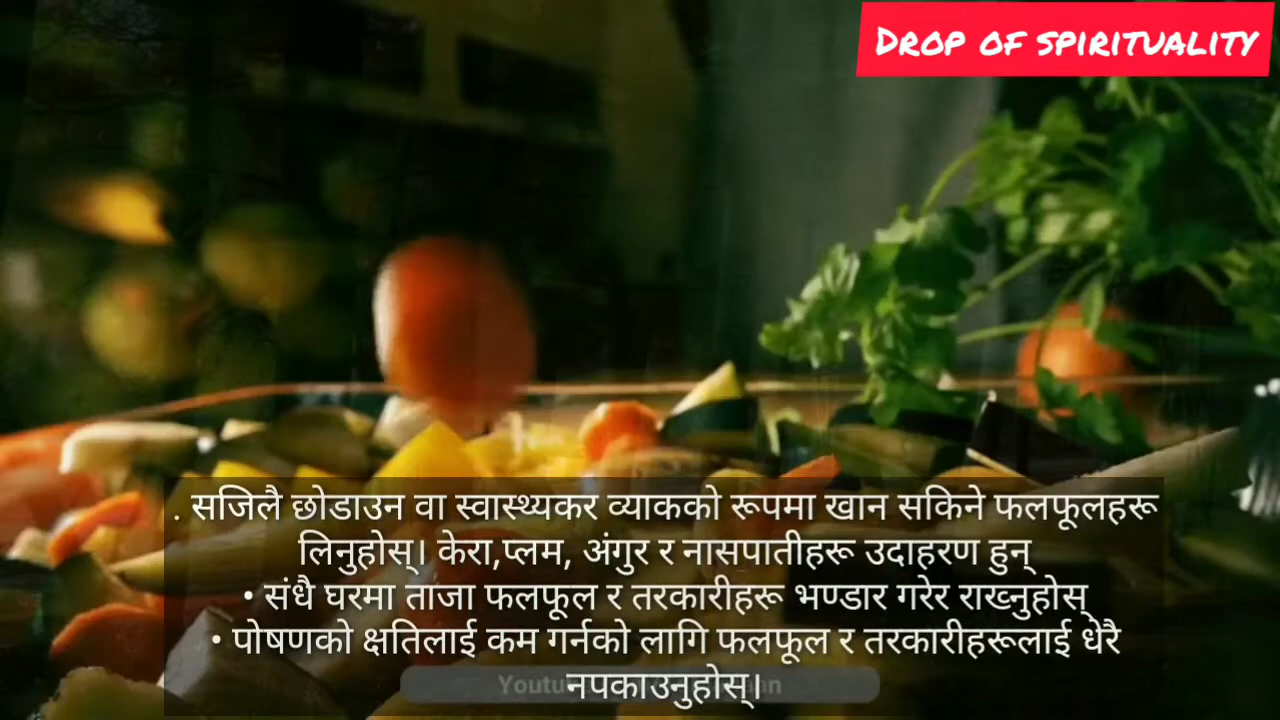 DROP OF SPIRITUALITY
. सजिलै छोडाउन वा स्वास्थ्यकर व्याकको रूपमा खान सकिने फलफूलहरू
लिनुहोस्। केरा,प्लम, अंगुर र नासपातीहरू उदाहरण हुन्
• संधै घरमा ताजा फलफूल र तरकारीहरू भण्डार गरेर राख्नुहोस्
• पोषणको क्षतिलाई कम गर्नको लागि फलफूल र तरकारीहरूलाई धेरै
नपकाउनुहोस्।